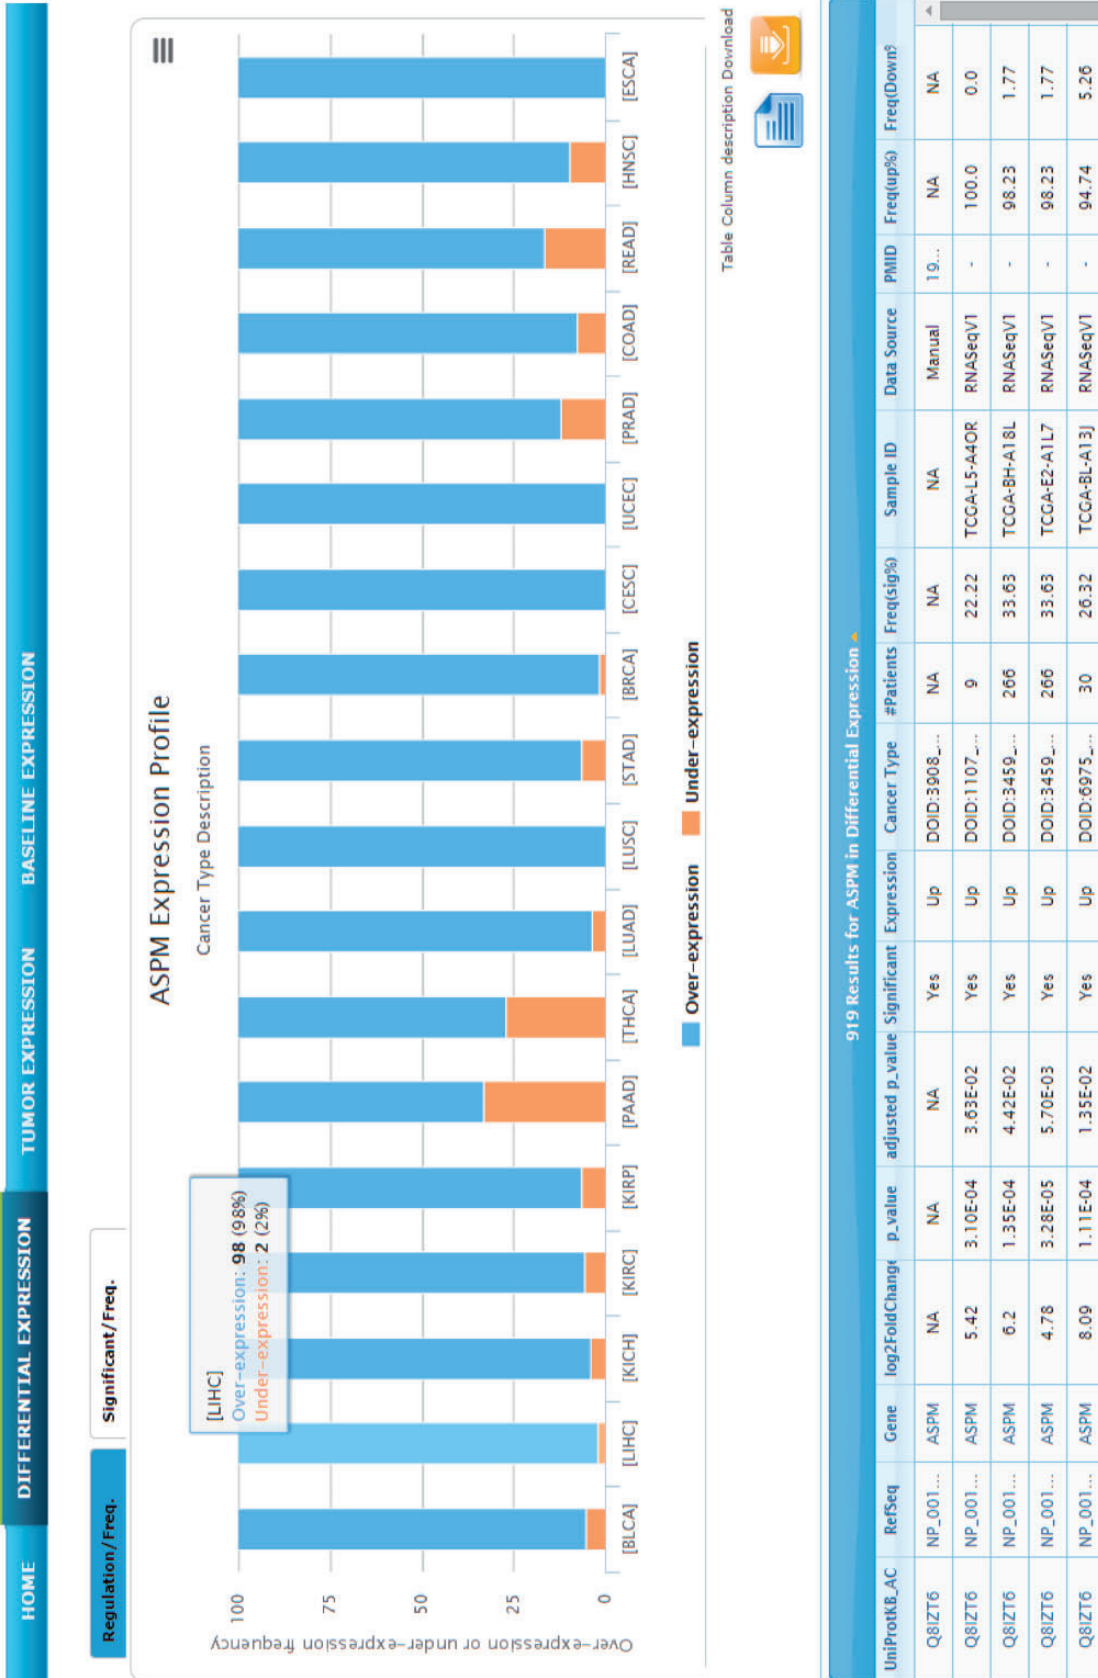 HOME DIFFERENTIAL EXPRESSION TUMOR EXPRESSION BASELINE EXPRESSION
Regulation/Freq. Significant/Freq.
ASPM Expression Profile
Cancer Type Description
Over-expression or under-expression frequency
100
75
50
25
0
[LIHC]
Over-expression: 98 (98%)
Under-expression: 2 (2%)
[BLCA] [LIHC] [KICH] [KIRC] [KIRP] [PAAD] [THCA] [LUAD] [LUSC] [STAD] [BRCA] [CESC] [UCEC] [PRAD] [COAD] [READ] [HNSC] [ESCA]
Over-expression Under-expression
Table Column description Download
919 Results for ASPM in Differential Expression
UniProtKB_AC RefSeq Gene log2FoldChange p_value adjusted p_value Significant Expression Cancer Type #Patients Freq(sig%) Sample ID Data Source PMID Freq(up%) Freq(Down?
Q8IZT6 NP_001... ASPM NA NA NA Yes Up DOID:3908_... NA NA NA Manual 19... NA NA
Q8IZT6 NP_001... ASPM 5.42 3.10E-04 3.63E-02 Yes Up DOID:1107_... 9 22.22 TCGA-L5-A4OR RNASeqV1 - 100.0 0.0
Q8IZT6 NP_001... ASPM 6.2 1.35E-04 4.42E-02 Yes Up DOID:3459_... 266 33.63 TCGA-BH-A18L RNASeqV1 - 98.23 1.77
Q8IZT6 NP_001... ASPM 4.78 3.28E-05 5.70E-03 Yes Up DOID:3459_... 266 33.63 TCGA-E2-A1L7 RNASeqV1 - 98.23 1.77
Q8IZT6 NP_001... ASPM 8.09 1.11E-04 1.35E-02 Yes Up DOID:6975_... 30 26.32 TCGA-BL-A13J RNASeqV1 - 94.74 5.26